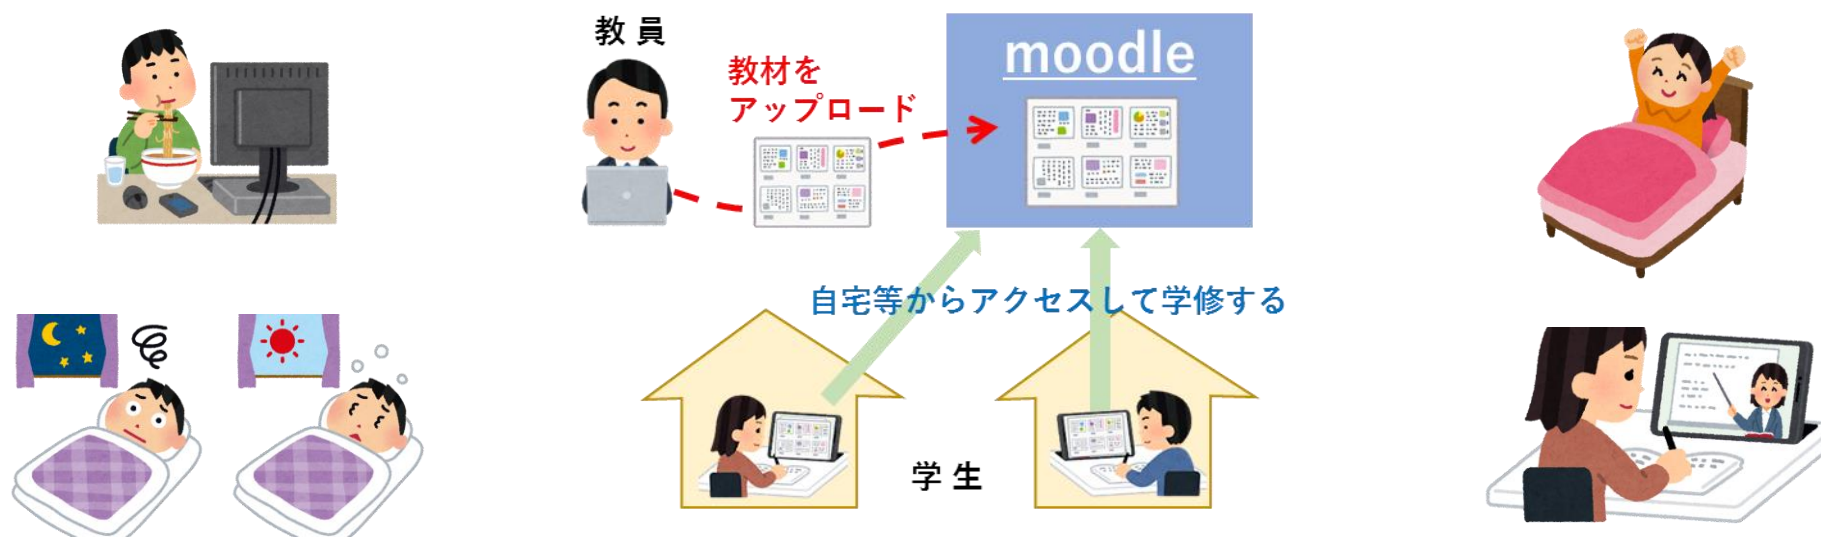 教 員
教材を
アップロード
moodle
自宅等からアクセスして学修する
学 生